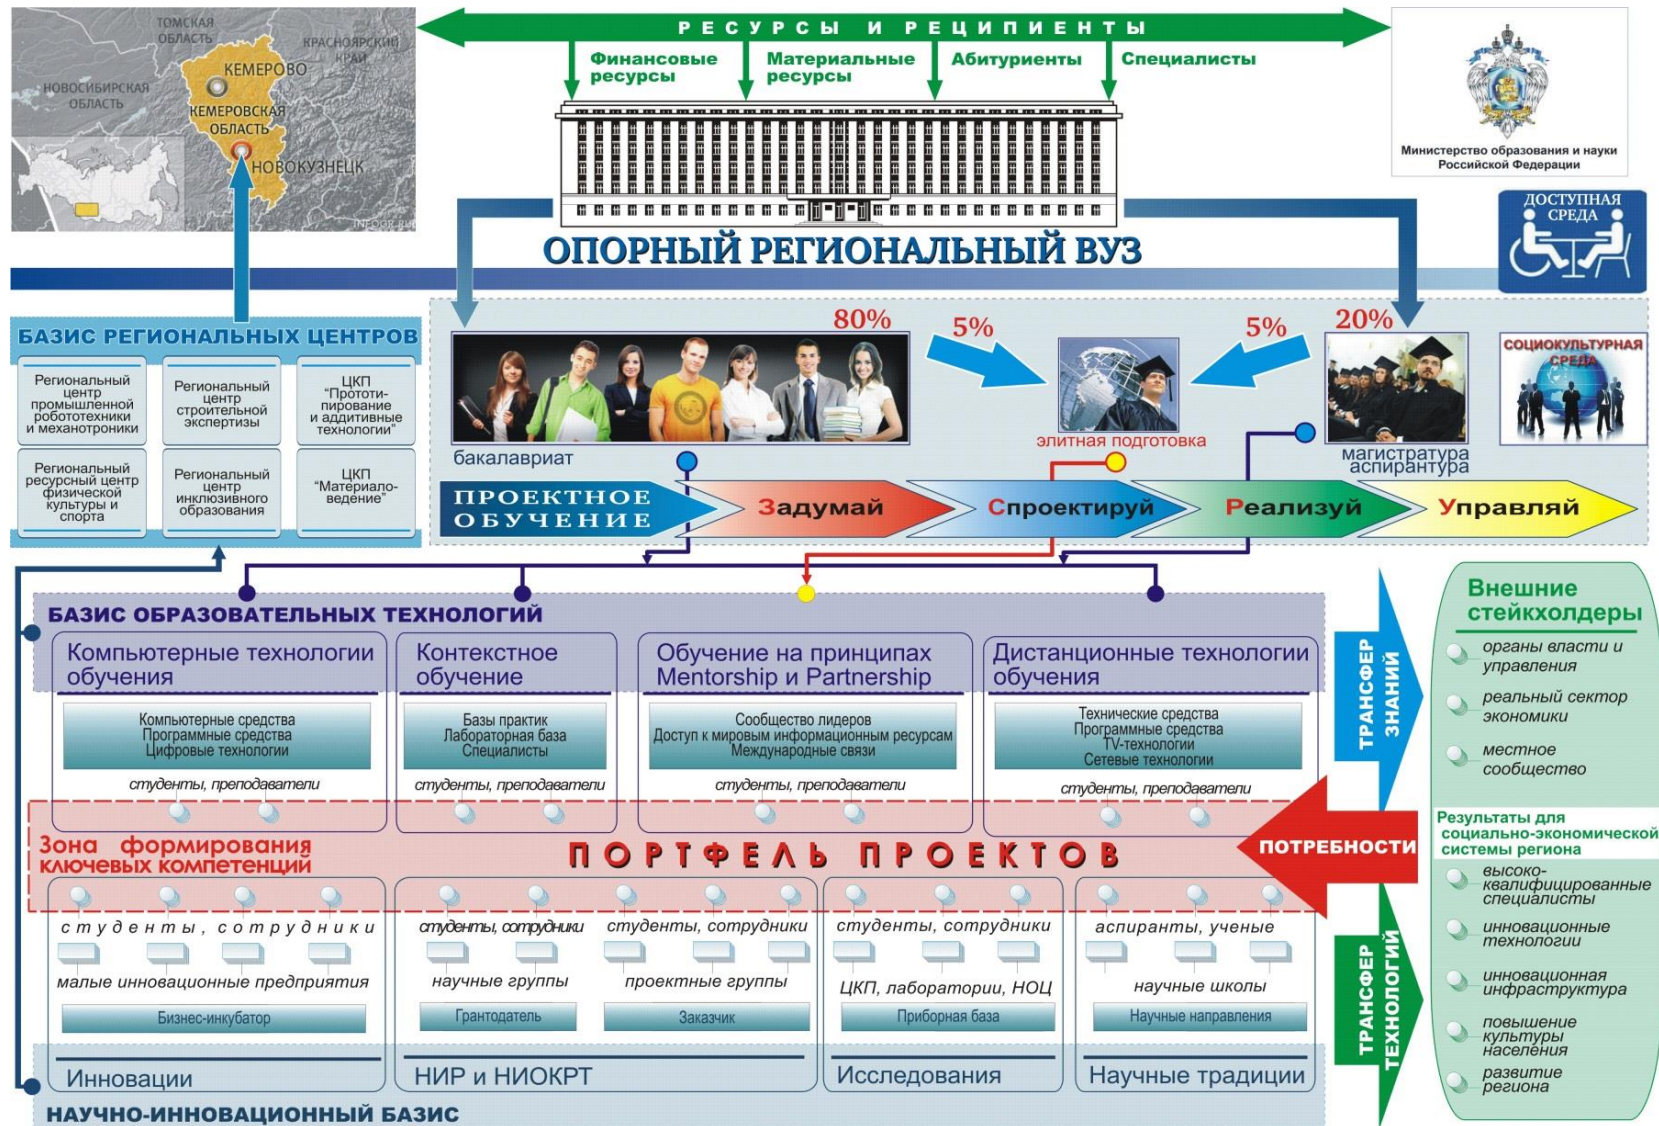 ТОМСКАЯ
ОБЛАСТЬ
КРАСНОЯРСКИЙ
КРАЙ
КЕМЕРОВО
НОВОСИБИРСКАЯ
ОБЛАСТЬ
КЕМЕРОВСКАЯ
ОБЛАСТЬ
НОВОКУЗНЕЦК
РЕСУРСЫ И РЕЦИПИЕНТЫ
Финансовые
ресурсы
Материальные
ресурсы
Абитуриенты
Специалисты
Министерство образования и науки
Российской Федерации
ОПОРНЫЙ РЕГИОНАЛЬНЫЙ ВУЗ
ДОСТУПНАЯ
СРЕДА
БАЗИС РЕГИОНАЛЬНЫХ ЦЕНТРОВ
Региональный
центр
промышленной
робототехники
и механотроники
Региональный
центр
строительной
экспертизы
ЦКП
"Прототи-
пирование
и аддитивные
технологии"
Региональный
ресурсный центр
физической
культуры и
спорта
Региональный
центр
инклюзивного
образования
ЦКП
"Материало-
ведение"
80%
5%
5%
20%
бакалавриат
элитная подготовка
магистратура
аспирантура
СОЦИОКУЛЬТУРНАЯ
СРЕДА
ПРОЕКТНОЕ
ОБУЧЕНИЕ
Задумай
Спроектируй
Реализуй
Управляй
БАЗИС ОБРАЗОВАТЕЛЬНЫХ ТЕХНОЛОГИЙ
Компьютерные технологии
обучения
Компьютерные средства
Программные средства
Цифровые технологии
студенты, преподаватели
Контекстное
обучение
Базы практик
Лабораторная база
Специалисты
студенты, преподаватели
Обучение на принципах
Mentorship и Partnership
Сообщество лидеров
Доступ к мировым информационным ресурсам
Международные связи
студенты, преподаватели
Дистанционные технологии
обучения
Технические средства
Программные средства
TV-технологии
Сетевые технологии
студенты, преподаватели
Зона формирования
ключевых компетенций
ПОРТФЕЛЬ ПРОЕКТОВ
ПОТРЕБНОСТИ
ТРАНСФЕР
ЗНАНИЙ
ТРАНСФЕР
ТЕХНОЛОГИЙ
студенты, сотрудники
малые инновационные предприятия
Бизнес-инкубатор
Инновации
студенты, сотрудники
научные группы
Грантодатель
студенты, сотрудники
проектные группы
Заказчик
НИР и НИОКРТ
студенты, сотрудники
ЦКП, лаборатории, НОЦ
Приборная база
Исследования
аспиранты, ученые
научные школы
Научные направления
Научные традиции
НАУЧНО-ИННОВАЦИОННЫЙ БАЗИС
Внешние
стейкхолдеры
органы власти и
управления
реальный сектор
экономики
местное
сообщество
Результаты для
социально-экономической
системы региона
высоко-
квалифицированные
специалисты
инновационные
технологии
инновационная
инфраструктура
повышение
культуры
населения
развитие
региона